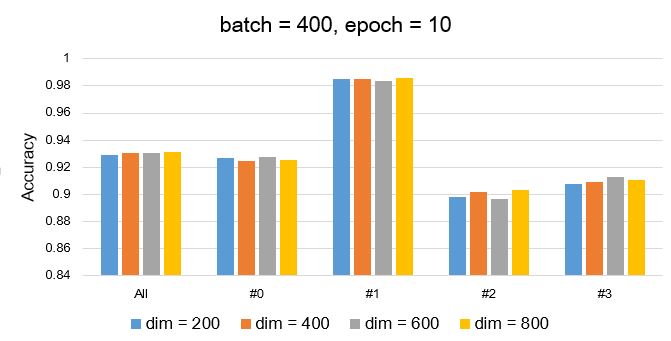 batch = 400, epoch = 10
Accuracy
1
0.98
0.96
0.94
0.92
0.9
0.88
0.86
0.84
All #0 #1 #2 #3
dim = 200 dim = 400 dim = 600 dim = 800